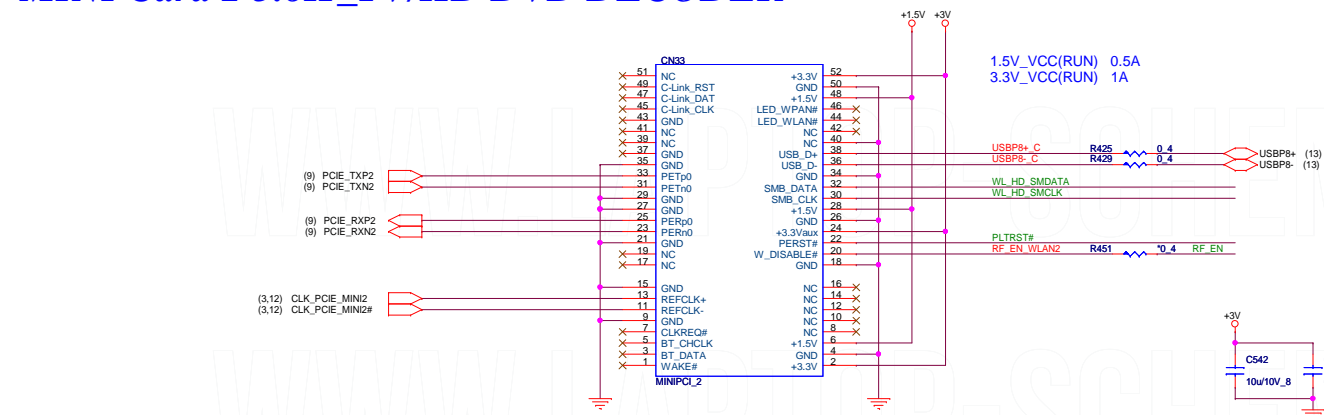 +1.5V +3V
1.5V_VCC(RUN) 0.5A
3.3V_VCC(RUN) 1A
CN33
51 NC +3.3V 52
49 C-Link_RST GND 50
47 C-Link_DAT +1.5V 48
45 C-Link_CLK LED_WPAN# 46
43 GND LED_WLAN# 44
41 NC NC 42
39 NC NC 40
37 GND USB_D+ 38 USBP8+_C R425 0_4 USBP8+ (13)
35 GND USB_D- 36 USBP8-_C R429 0_4 USBP8- (13)
(9) PCIE_TXP2 33 PETp0 GND 34
(9) PCIE_TXN2 31 PETn0 SMB_DATA 32 WL_HD_SMDATA
29 GND SMB_CLK 30 WL_HD_SMCLK
27 GND +1.5V 28
(9) PCIE_RXP2 25 PERp0 GND 26
(9) PCIE_RXN2 23 PERn0 +3.3Vaux 24
21 GND PERST# 22 PLTRST#
19 NC W_DISABLE# 20 RF_EN_WLAN2 R451 *0_4 RF_EN
17 NC GND 18
15 GND NC 16
(3,12) CLK_PCIE_MINI2 13 REFCLK+ NC 14
(3,12) CLK_PCIE_MINI2# 11 REFCLK- NC 12
9 GND NC 10
7 CLKREQ# NC 8
5 BT_CHCLK +1.5V 6
3 BT_DATA GND 4
1 WAKE# +3.3V 2
MINIPCI_2
+3V
C542
10u/10V_8